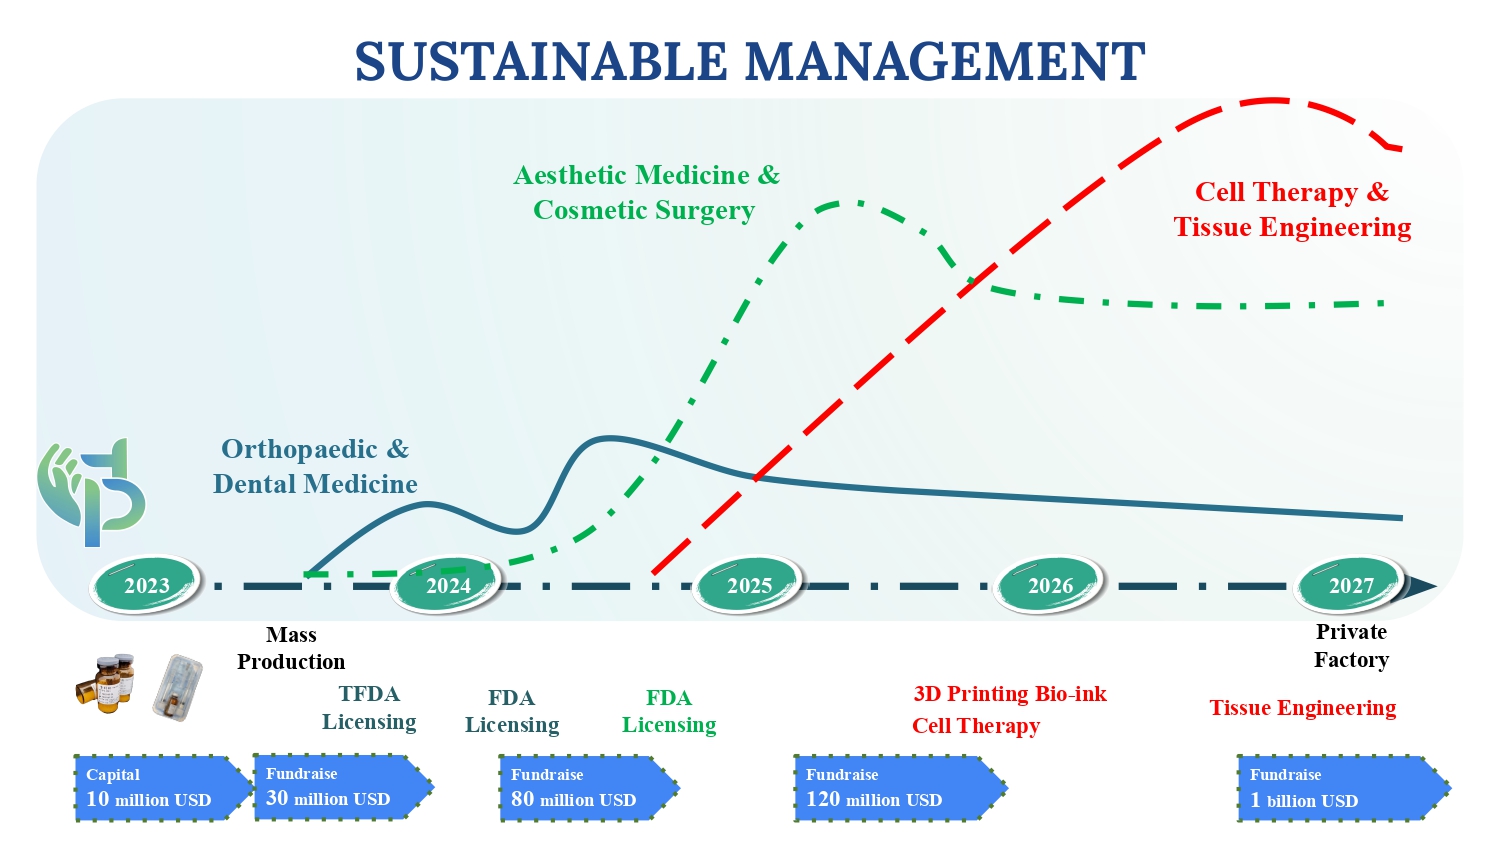 SUSTAINABLE MANAGEMENT
Aesthetic Medicine &
Cosmetic Surgery
Cell Therapy &
Tissue Engineering
Orthopaedic &
Dental Medicine
2023
2024
2025
2026
2027
Mass
Production
Private
Factory
TFDA
Licensing
FDA
Licensing
FDA
Licensing
3D Printing Bio-ink
Cell Therapy
Tissue Engineering
Capital
10 million USD
Fundraise
30 million USD
Fundraise
80 million USD
Fundraise
120 million USD
Fundraise
1 billion USD